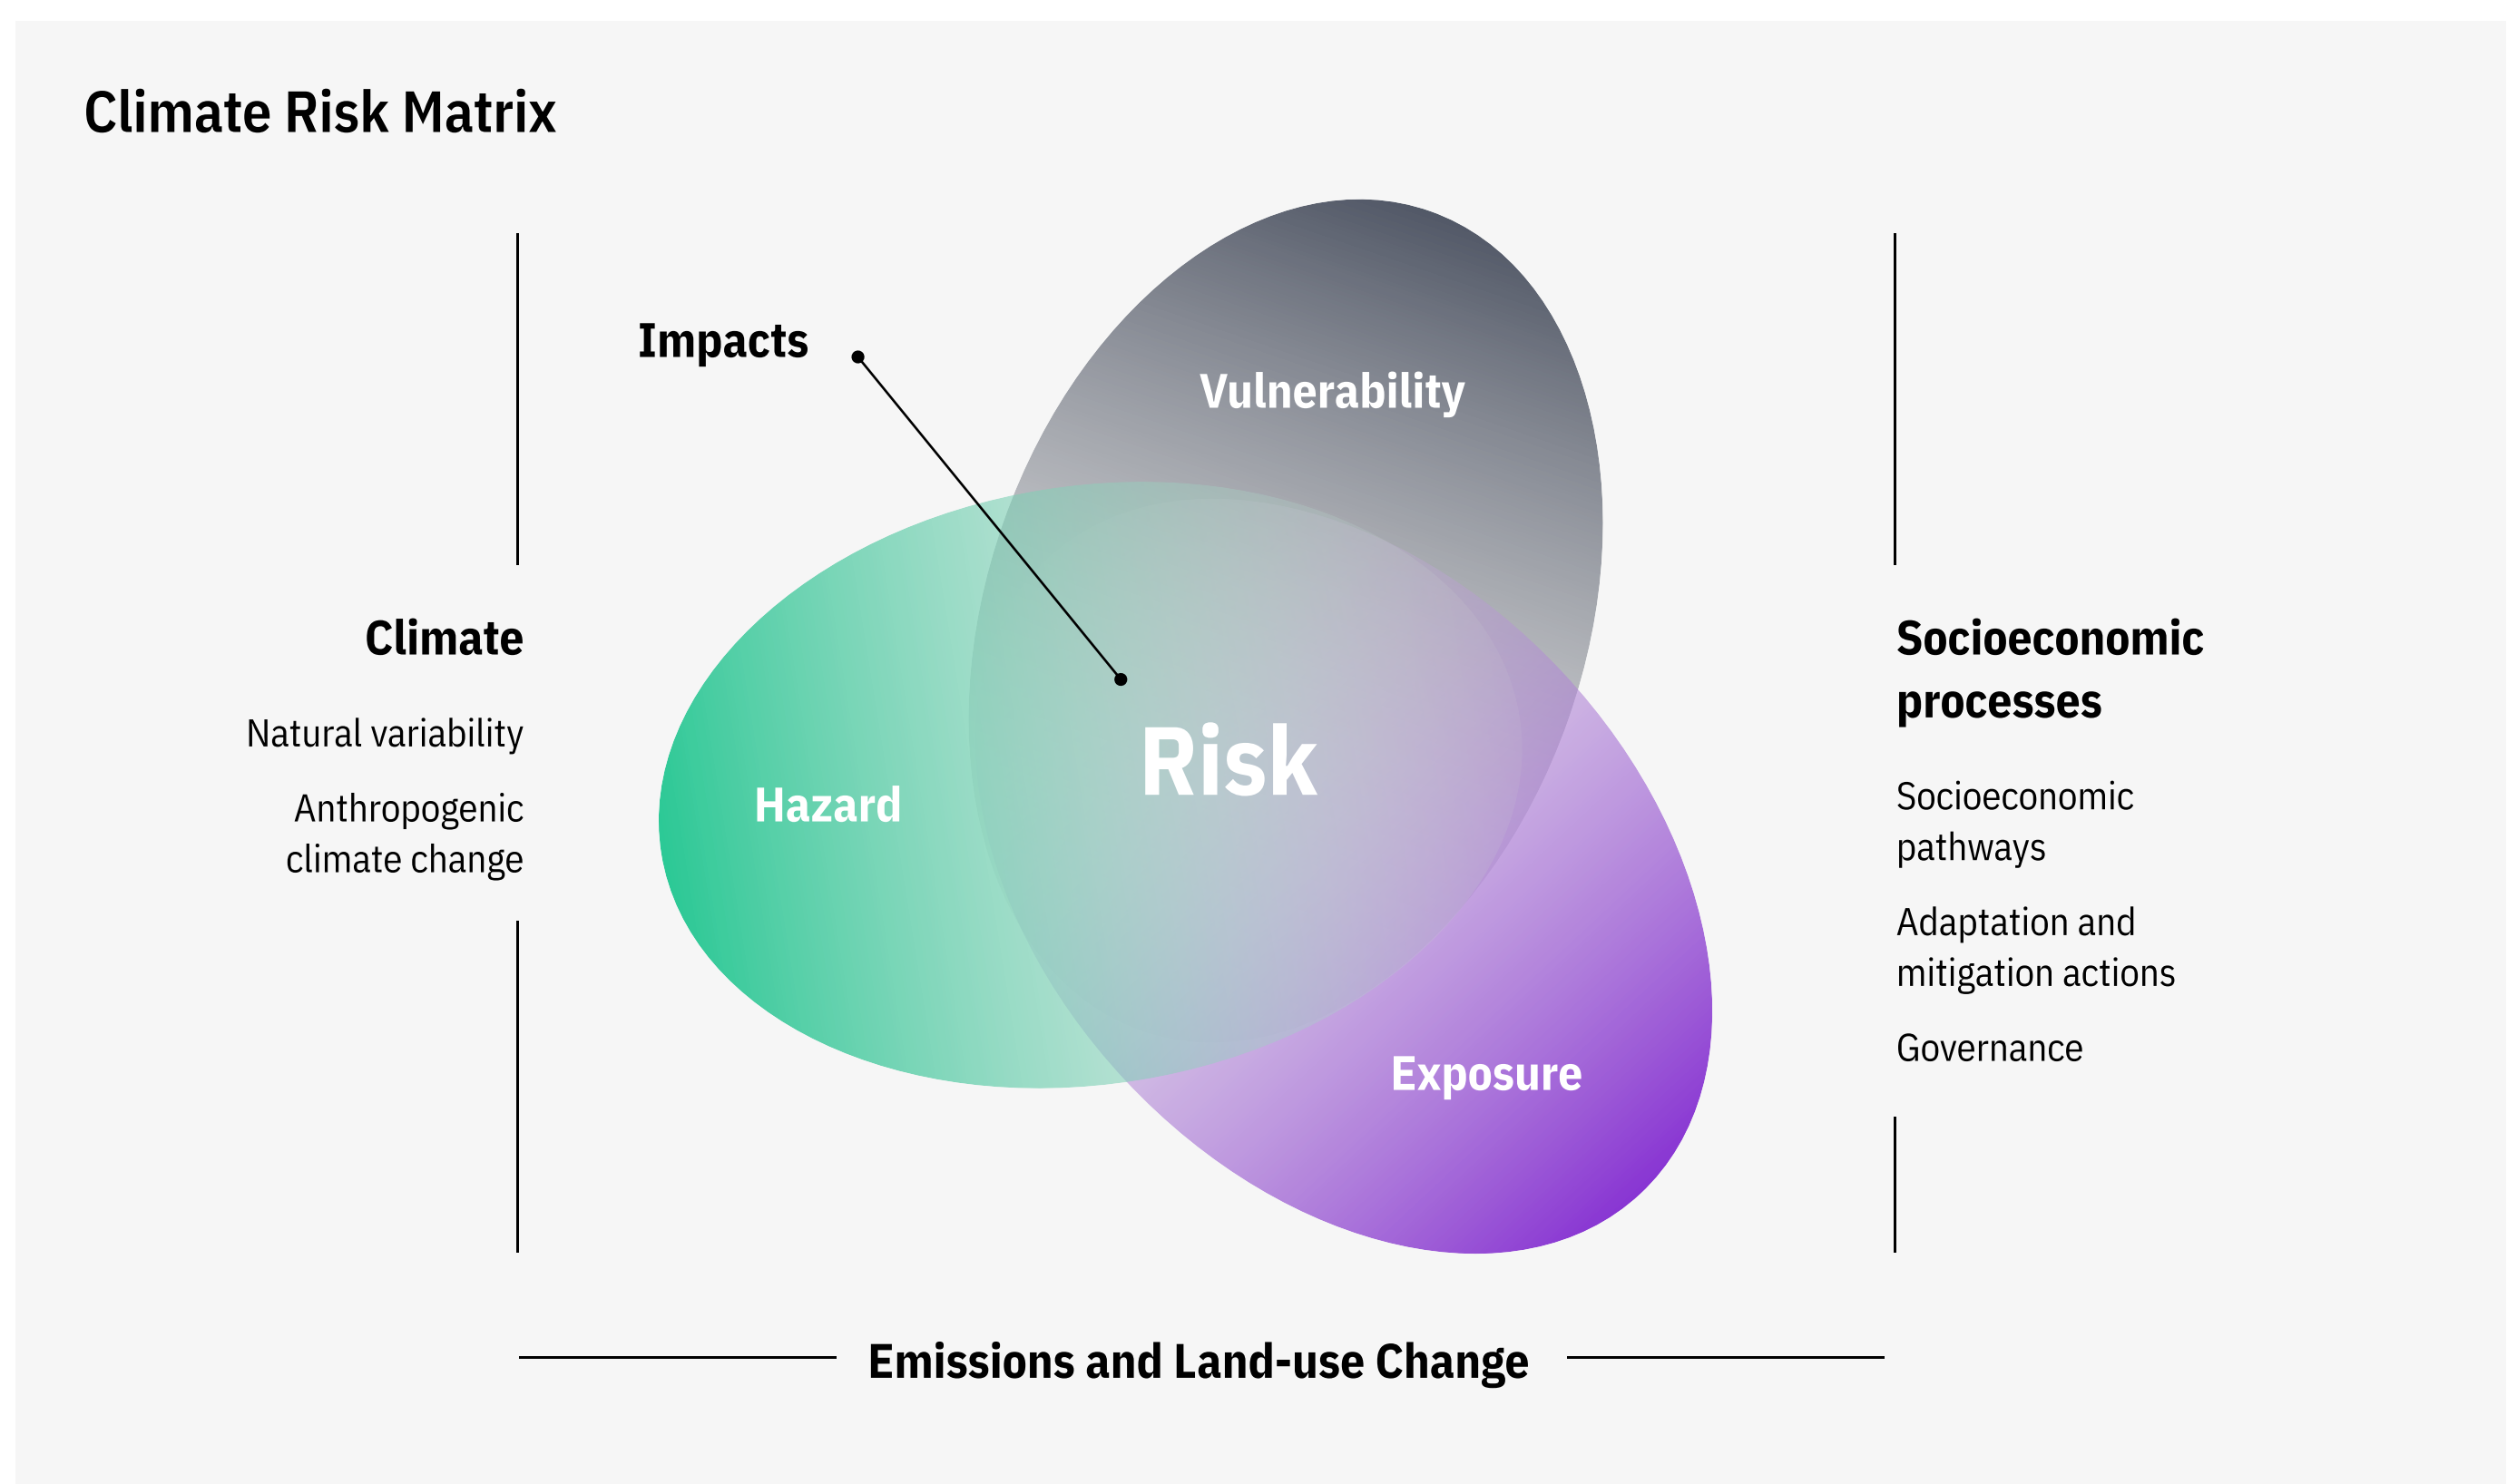 Climate Risk Matrix
Impacts
Vulnerability
Climate
Natural variability
Anthropogenic
climate change
Hazard
Risk
Exposure
Socioeconomic
processes
Socioeconomic
pathways
Adaptation and
mitigation actions
Governance
Emissions and Land-use Change